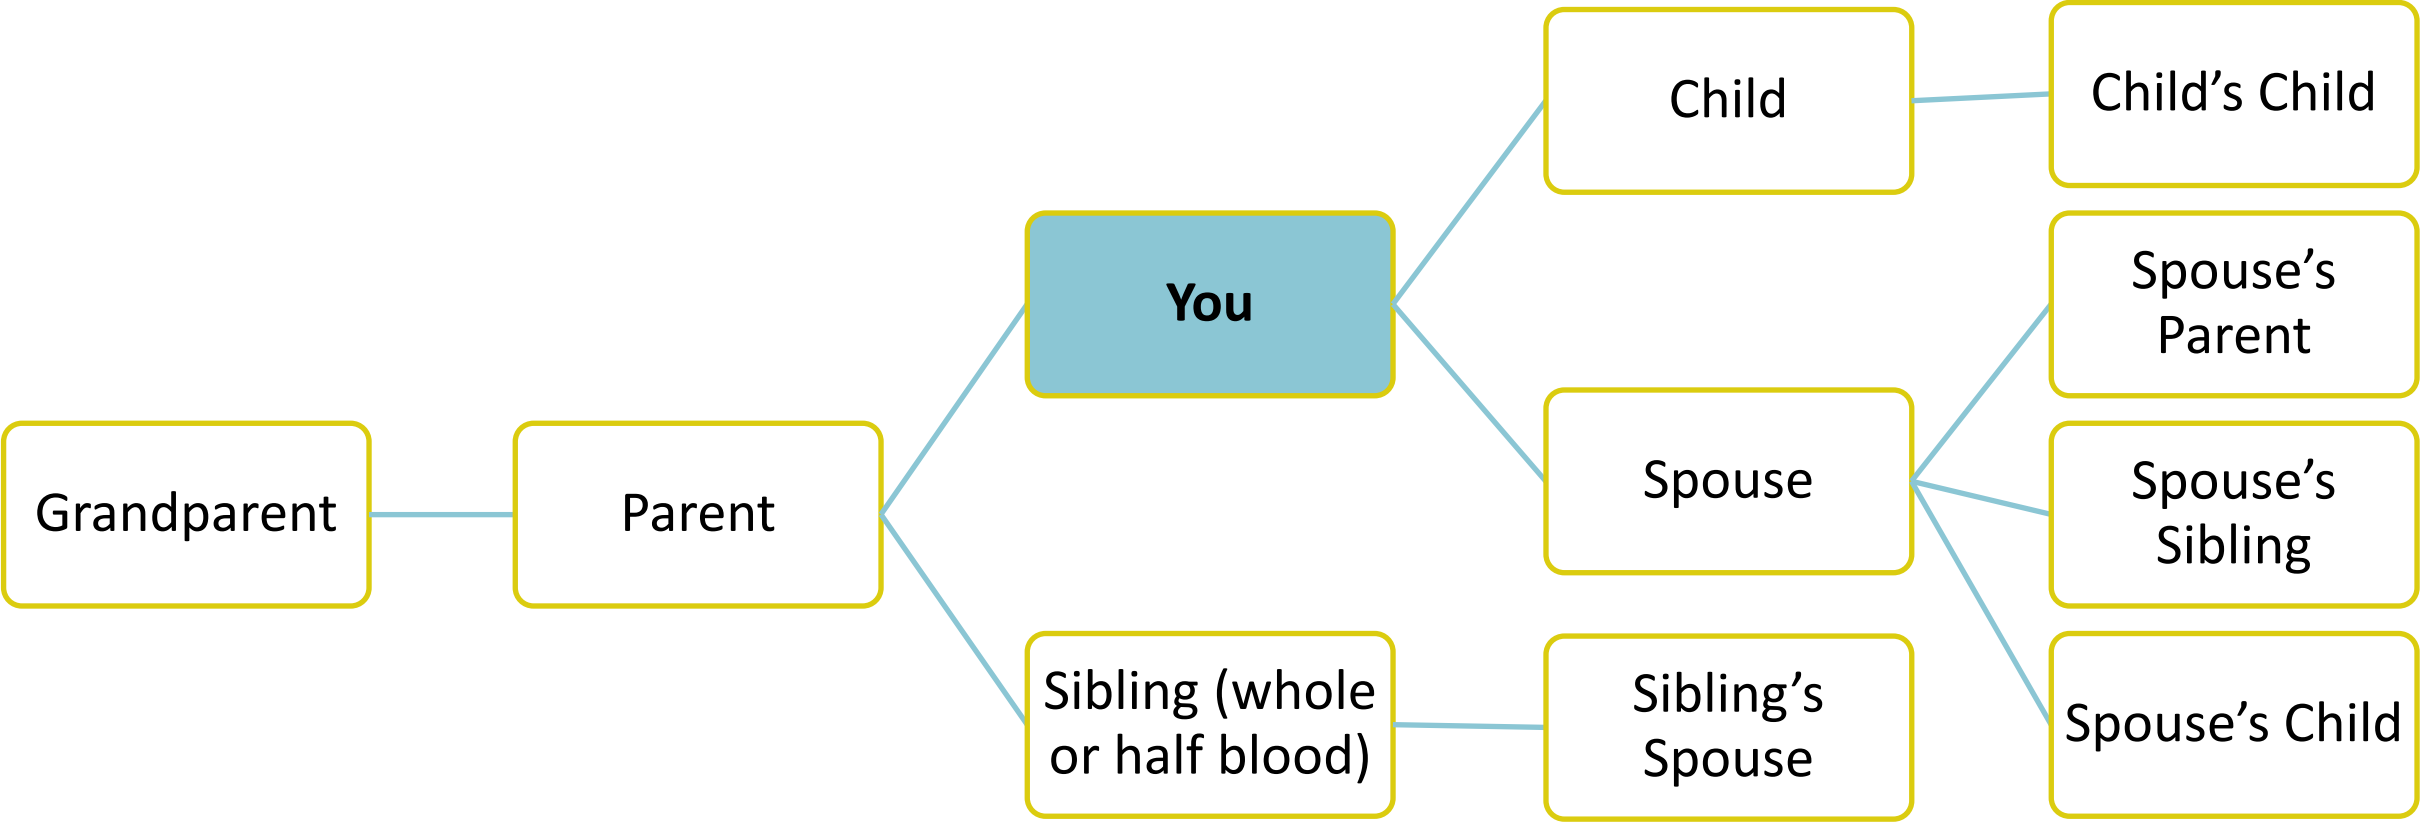 Grandparent
Parent
You
Sibling (whole
or half blood)
Child
Spouse
Sibling’s
Spouse
Child’s Child
Spouse’s
Parent
Spouse’s
Sibling
Spouse’s Child